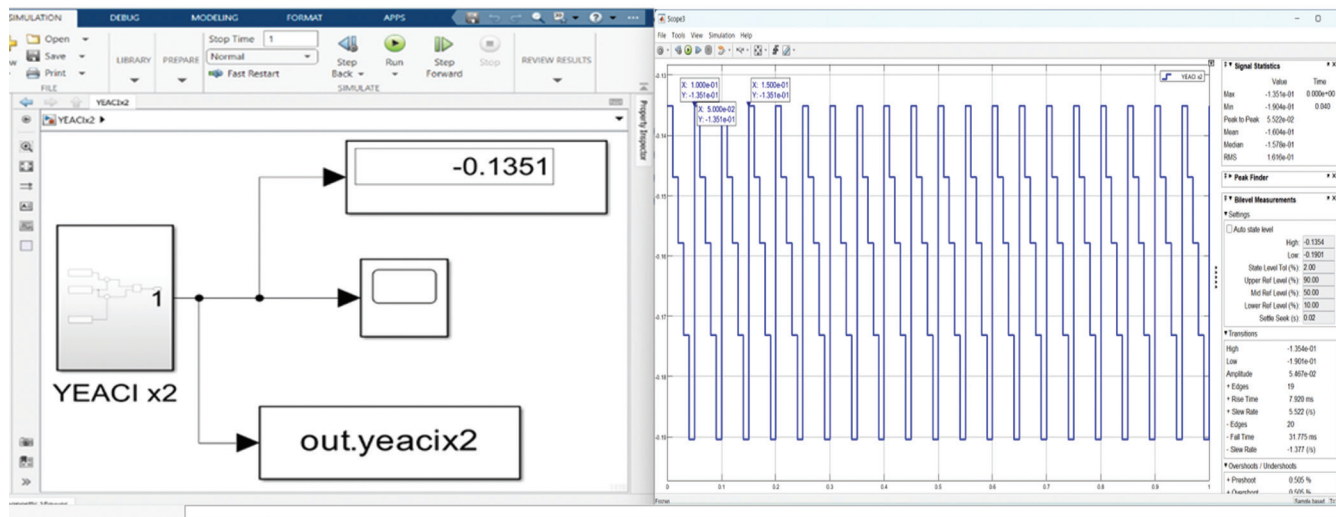 SIMULATION DEBUG MODELING FORMAT APPS
Open
Save
Print
FILE
LIBRARY
PREPARE
Stop Time 1
Normal
Fast Restart
Step Back
Run
Step Forward
Stop
SIMULATE
REVIEW RESULTS
YEACIx2
YEACIx2
Property Inspector
-0.1351
1
YEACI x2
out.yeacix2
Scope3
File Tools View Simulation Help
YEACI x2
X: 1.000e-01
Y: -1.351e-01
X: 5.000e-02
Y: -1.351e-01
X: 1.500e-01
Y: -1.351e-01
-0.13
-0.14
-0.15
-0.16
-0.17
-0.18
-0.19
0 0.1 0.2 0.3 0.4 0.5 0.6 0.7 0.8 0.9 1
Signal Statistics
Value Time
Max -1.351e-01 0.000e+00
Min -1.904e-01 0.040
Peak to Peak 5.522e-02
Mean -1.604e-01
Median -1.578e-01
RMS 1.616e-01
Peak Finder
Bilevel Measurements
Settings
Auto state level
High: -0.1354
Low: -0.1901
State Level Tol (%): 2.00
Upper Ref Level (%): 90.00
Mid Ref Level (%): 50.00
Lower Ref Level (%): 10.00
Settle Seek (s): 0.02
Transitions
High -1.354e-01
Low -1.901e-01
Amplitude 5.467e-02
+ Edges 19
+ Rise Time 7.920 ms
+ Slew Rate 5.522 (/s)
- Edges 20
- Fall Time 31.775 ms
- Slew Rate -1.377 (/s)
Overshoots / Undershoots
+ Preshoot 0.505 %
+ Overshoot 0.505 %
Sample based